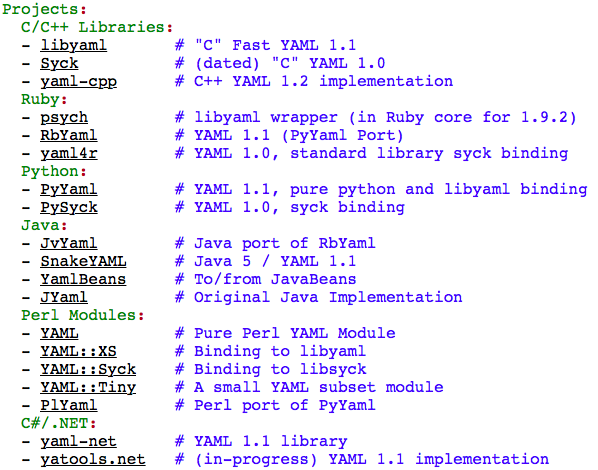 Projects:
  C/C++ Libraries:
  - libyaml       # "C" Fast YAML 1.1
  - Syck          # (dated) "C" YAML 1.0
  - yaml-cpp      # C++ YAML 1.2 implementation
  Ruby:
  - psych         # libyaml wrapper (in Ruby core for 1.9.2)
  - RbYaml        # YAML 1.1 (PyYaml Port)
  - yaml4r        # YAML 1.0, standard library syck binding
  Python:
  - PyYaml        # YAML 1.1, pure python and libyaml binding
  - PySyck        # YAML 1.0, syck binding
  Java:
  - JvYaml        # Java port of RbYaml
  - SnakeYAML     # Java 5 / YAML 1.1
  - YamlBeans     # To/from JavaBeans
  - JYaml         # Original Java Implementation
  Perl Modules:
  - YAML          # Pure Perl YAML Module
  - YAML::XS      # Binding to libyaml
  - YAML::Syck    # Binding to libsyck
  - YAML::Tiny    # A small YAML subset module
  - PlYaml        # Perl port of PyYaml
  C#/.NET:
  - yaml-net      # YAML 1.1 library
  - yatools.net   # (in-progress) YAML 1.1 implementation